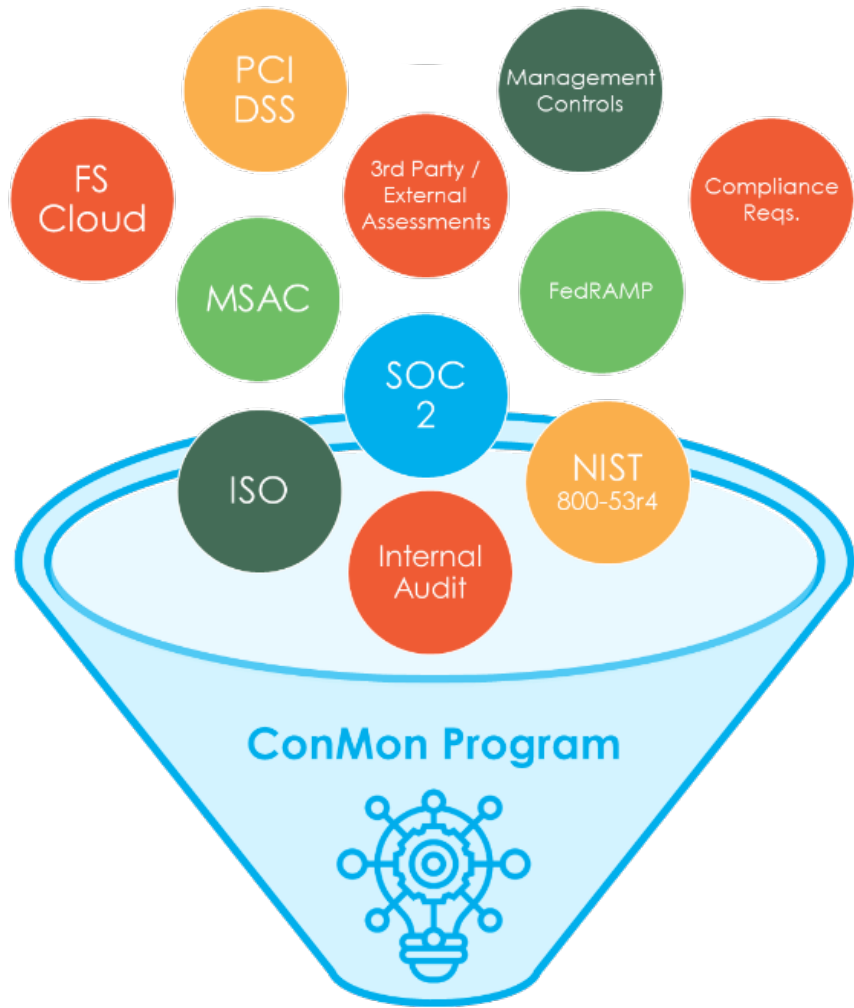 PCI
DSS
Management
Controls
FS
Cloud
3rd Party /
External
Assessments
Compliance
Reqs.
MSAC
FedRAMP
SOC
2
ISO
NIST
800-53r4
Internal
Audit
ConMon Program